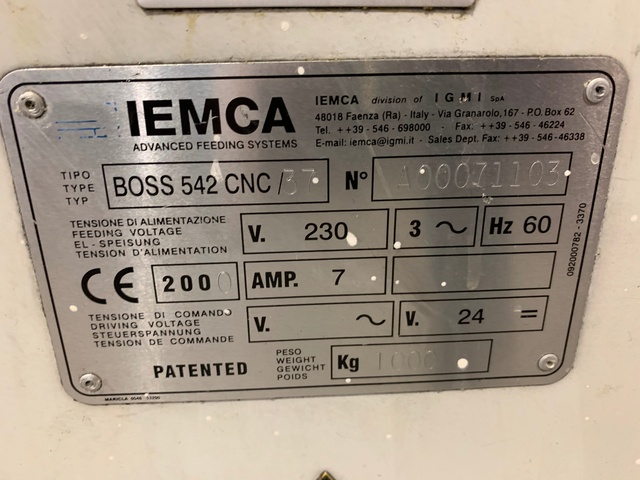 IEMCA
ADVANCED FEEDING SYSTEMS
IEMCA division of IGMI SpA
48018 Faenza (Ra) - Italy - Via Granarolo,167 - P.O. Box 62
Tel. ++39 - 546 - 698000 - Fax: ++39 - 546 - 46224
E-mail: iemca@igmi.it - Sales Dept. Fax: ++39 - 546 - 46338
TIPO
TYPE
TYP
BOSS 542 CNC /37
N° A00071103
TENSIONE DI ALIMENTAZIONE
FEEDING VOLTAGE
EL - SPEISUNG
TENSION D'ALIMENTATION
V. 230
3 ~
Hz 60
CE
2000
AMP. 7
TENSIONE DI COMANDO
DRIVING VOLTAGE
STEUERSPANNUNG
TENSION DE COMMANDE
V. ~
V. 24 =
PATENTED
PESO
WEIGHT
GEWICHT
POIDS
Kg 1000
092000782 - 3370